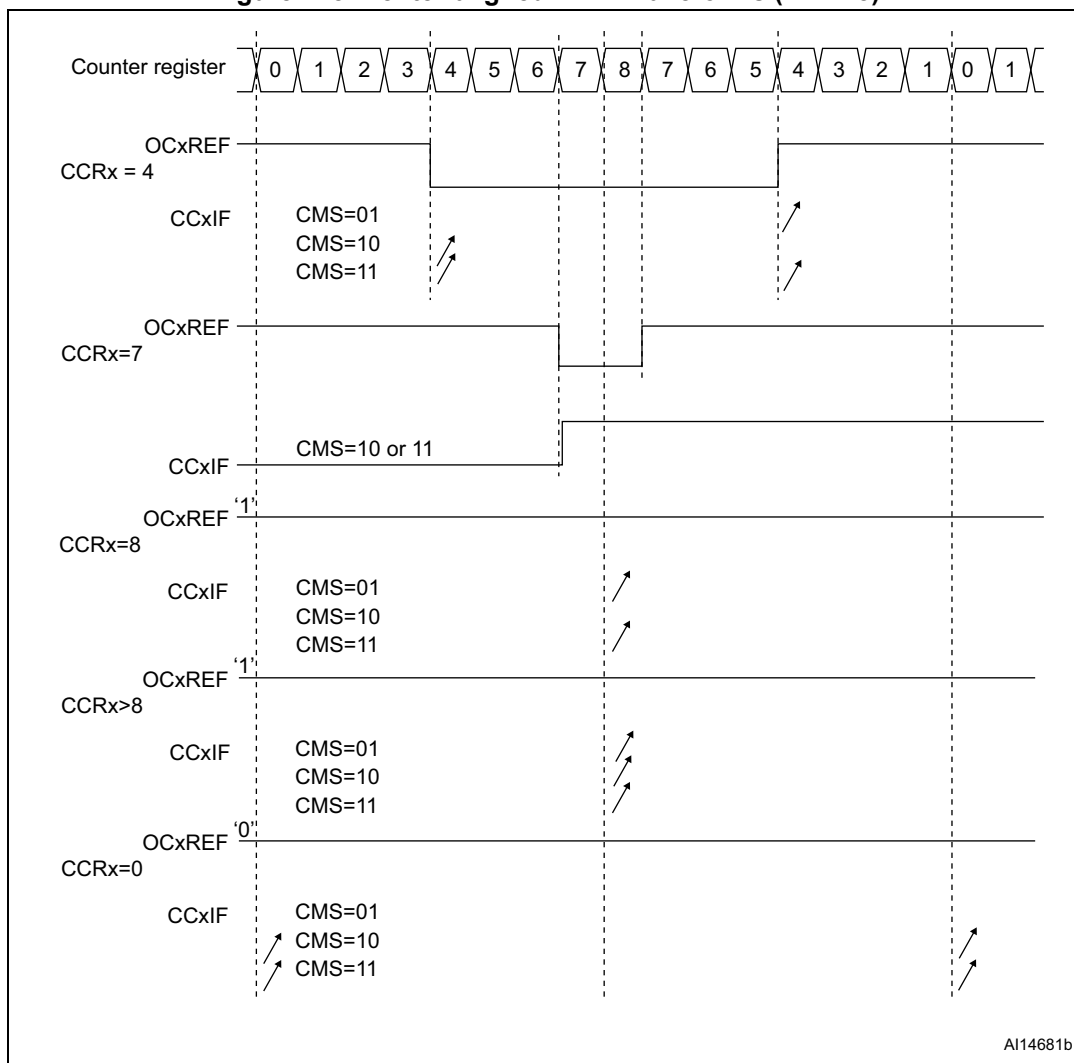 Counter register 0 1 2 3 4 5 6 7 8 7 6 5 4 3 2 1 0 1
OCxREF
CCRx = 4
CCxIF CMS=01
CMS=10
CMS=11
OCxREF
CCRx=7
CMS=10 or 11
CCxIF
OCxREF '1'
CCRx=8
CCxIF CMS=01
CMS=10
CMS=11
OCxREF '1'
CCRx>8
CCxIF CMS=01
CMS=10
CMS=11
OCxREF '0'
CCRx=0
CCxIF CMS=01
CMS=10
CMS=11
AI14681b